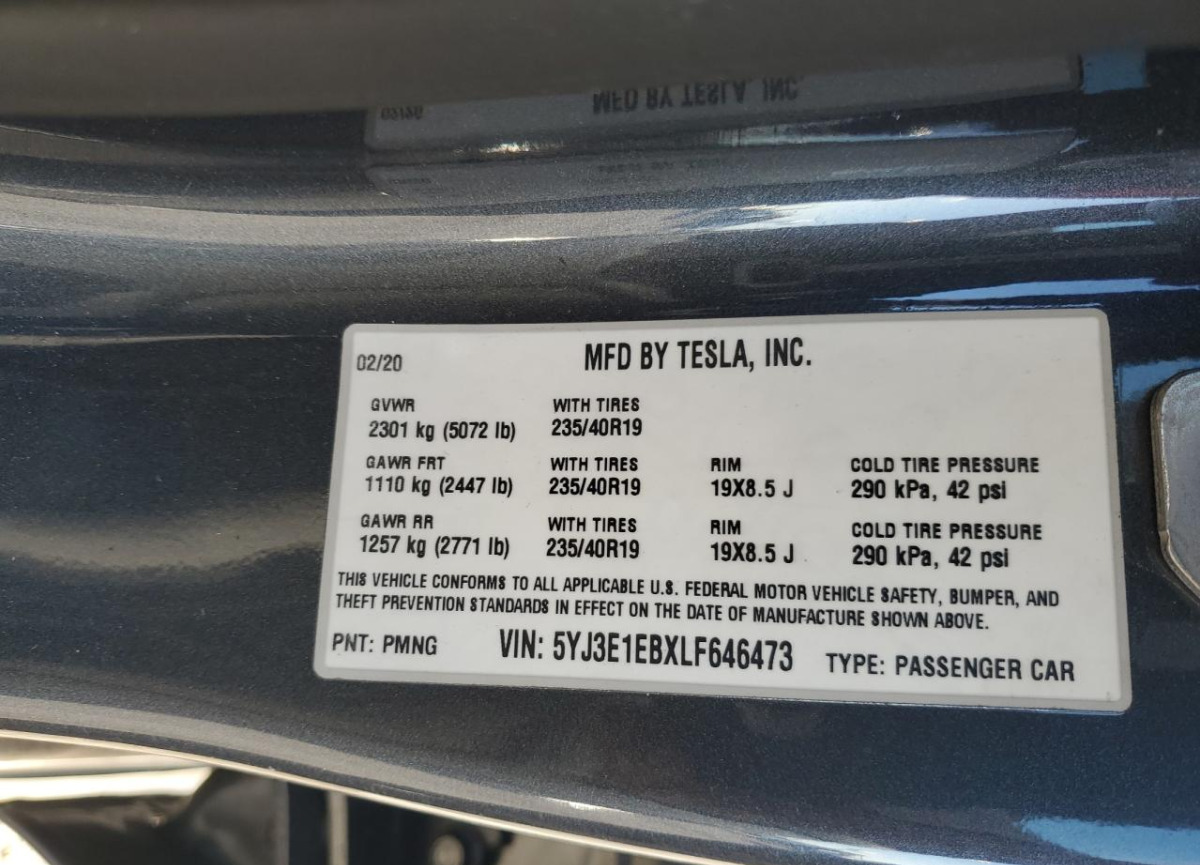 02/20 MFD BY TESLA, INC.
GVWR WITH TIRES
2301 kg (5072 lb) 235/40R19
GAWR FRT WITH TIRES RIM COLD TIRE PRESSURE
1110 kg (2447 lb) 235/40R19 19X8.5 J 290 kPa, 42 psi
GAWR RR WITH TIRES RIM COLD TIRE PRESSURE
1257 kg (2771 lb) 235/40R19 19X8.5 J 290 kPa, 42 psi
THIS VEHICLE CONFORMS TO ALL APPLICABLE U.S. FEDERAL MOTOR VEHICLE SAFETY, BUMPER, AND
THEFT PREVENTION STANDARDS IN EFFECT ON THE DATE OF MANUFACTURE SHOWN ABOVE.
PNT: PMNG VIN: 5YJ3E1EBXLF646473 TYPE: PASSENGER CAR